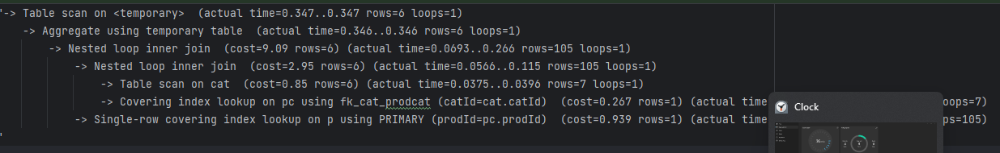 '-> Table scan on <temporary>  (actual time=0.347..0.347 rows=6 loops=1)
-> Aggregate using temporary table  (actual time=0.346..0.346 rows=6 loops=1)
-> Nested loop inner join  (cost=9.09 rows=6) (actual time=0.0693..0.266 rows=105 loops=1)
-> Nested loop inner join  (cost=2.95 rows=6) (actual time=0.0566..0.115 rows=105 loops=1)
-> Table scan on cat  (cost=0.85 rows=6) (actual time=0.0375..0.0396 rows=7 loops=1)
-> Covering index lookup on pc using fk_cat_prodcat (catId=cat.catId)  (cost=0.267 rows=1) (actual time oops=7)
-> Single-row covering index lookup on p using PRIMARY (prodId=pc.prodId)  (cost=0.939 rows=1) (actual time ps=105)
'
Clock